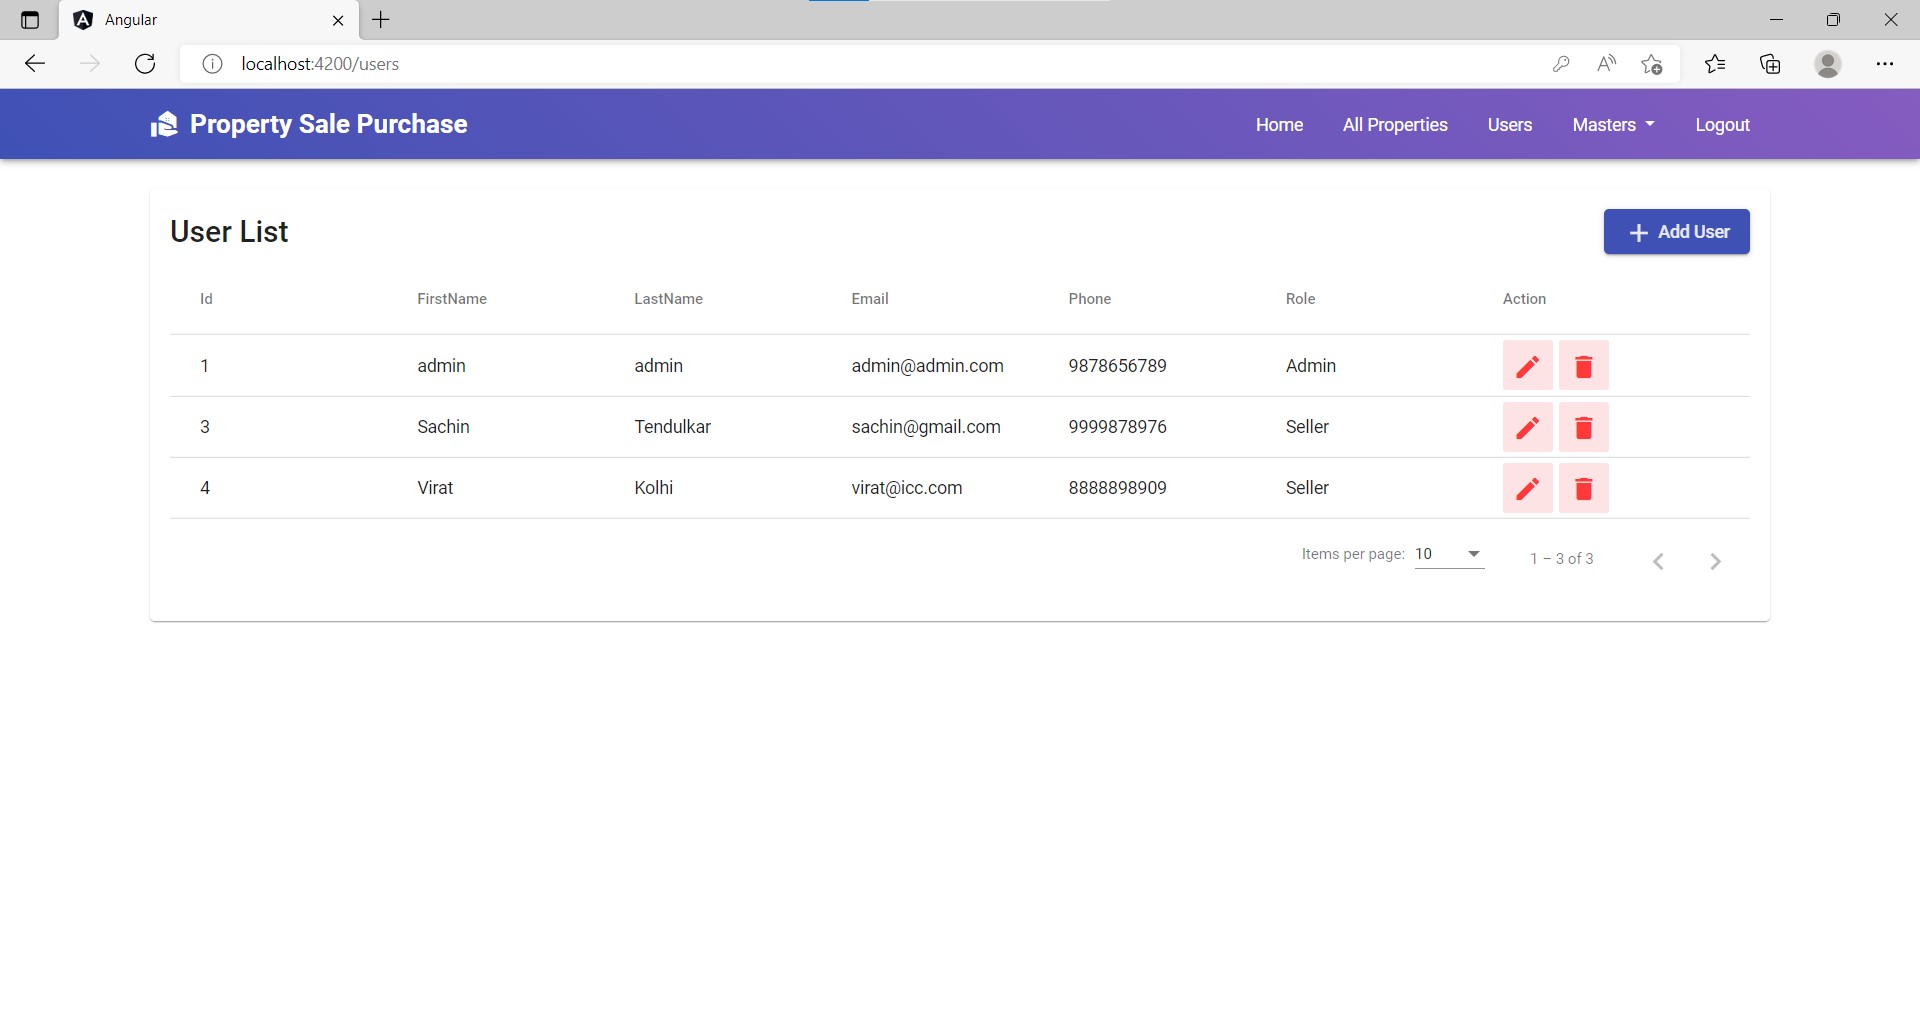 Angular
localhost:4200/users
Property Sale Purchase Home All Properties Users Masters Logout
User List Add User
Id FirstName LastName Email Phone Role Action
1 admin admin admin@admin.com 9878656789 Admin
3 Sachin Tendulkar sachin@gmail.com 9999878976 Seller
4 Virat Kolhi virat@icc.com 8888898909 Seller
Items per page: 10 1 – 3 of 3